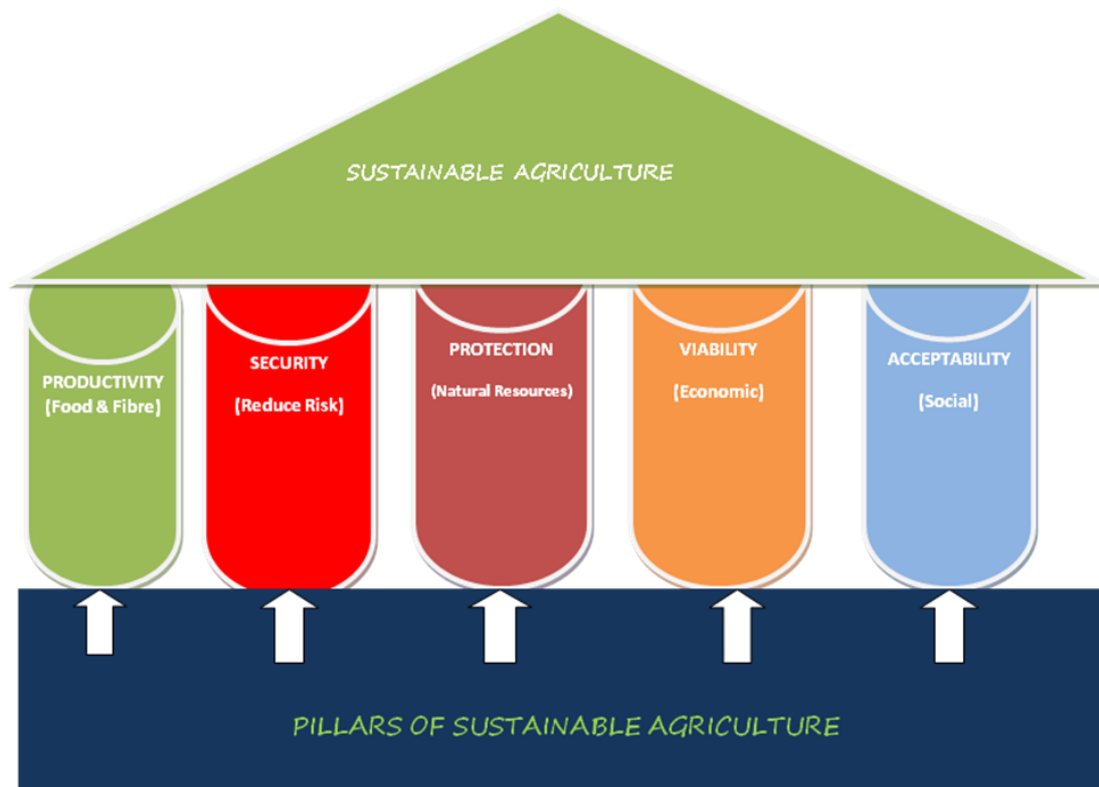 SUSTAINABLE AGRICULTURE
PRODUCTIVITY
(Food & Fibre)
SECURITY
(Reduce Risk)
PROTECTION
(Natural Resources)
VIABILITY
(Economic)
ACCEPTABILITY
(Social)
PILLARS OF SUSTAINABLE AGRICULTURE